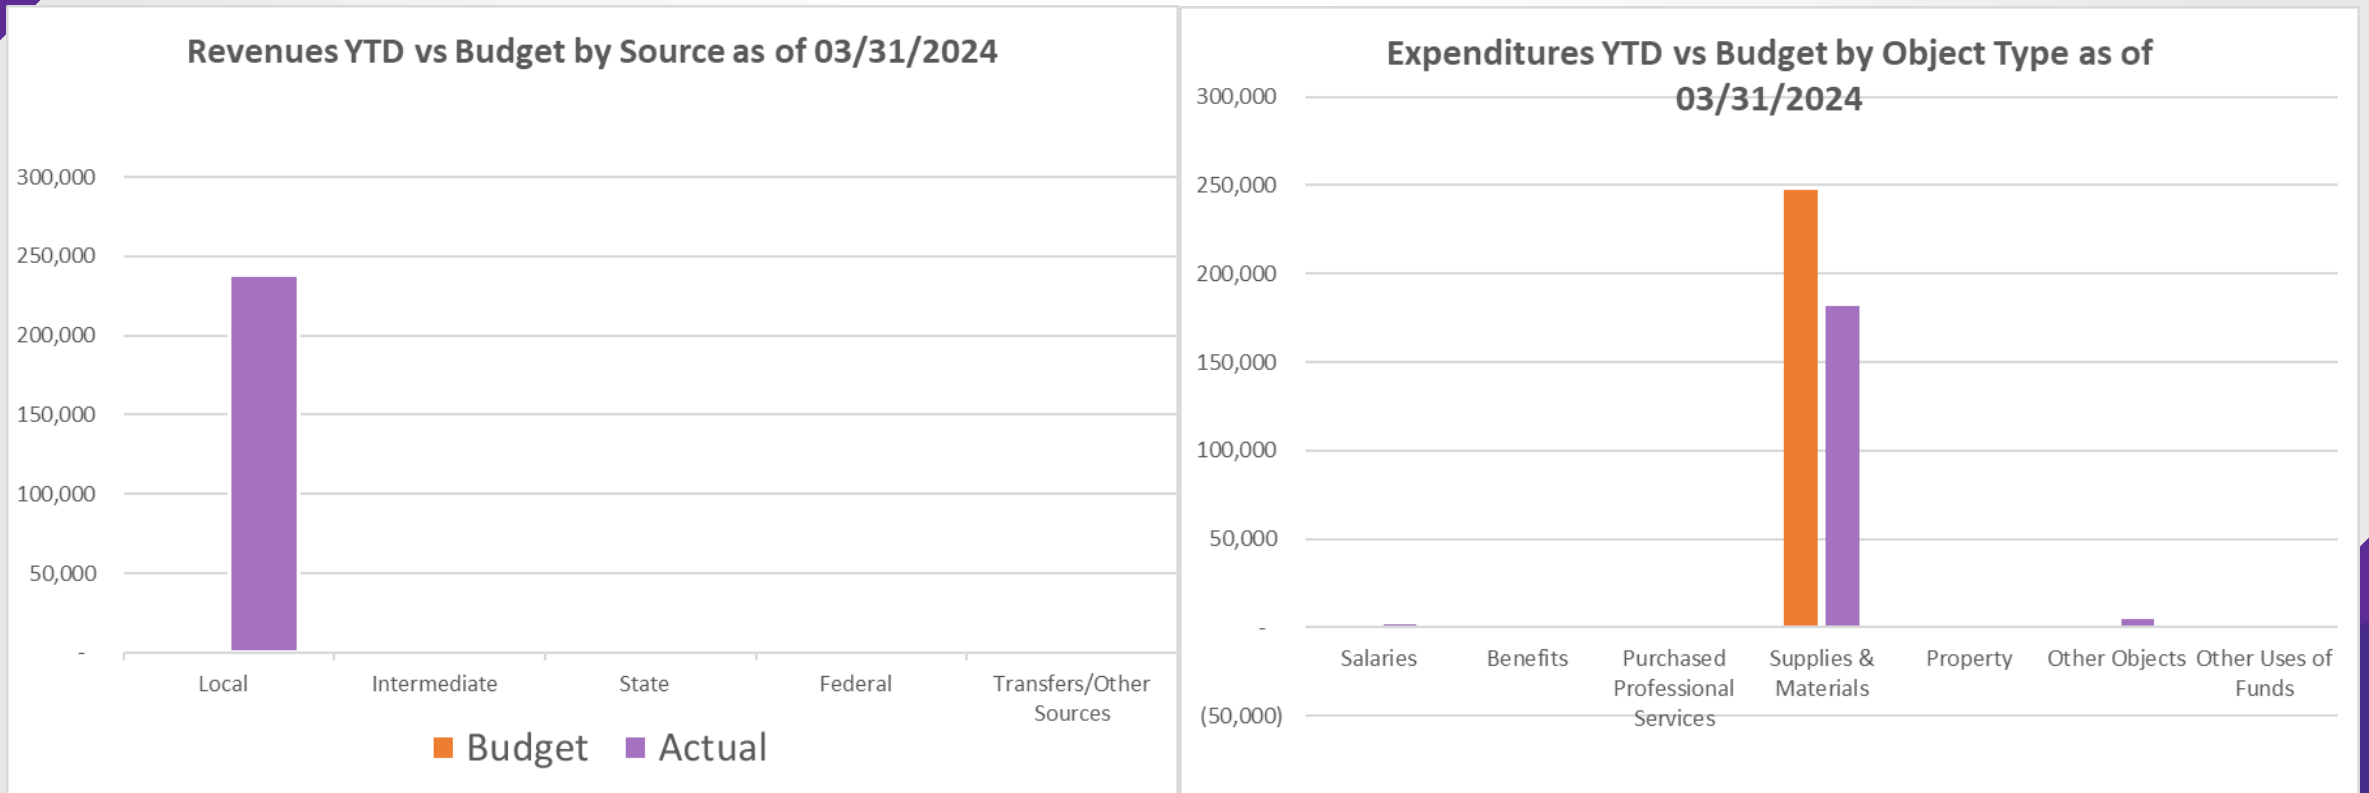 Revenues YTD vs Budget by Source as of 03/31/2024
300,000
250,000
200,000
150,000
100,000
50,000
-
Local
Intermediate
State
Federal
Transfers/Other
Sources
Budget
Actual
Expenditures YTD vs Budget by Object Type as of
03/31/2024
300,000
250,000
200,000
150,000
100,000
50,000
-
(50,000)
Salaries
Benefits
Purchased
Professional
Services
Supplies &
Materials
Property
Other Objects
Other Uses of
Funds